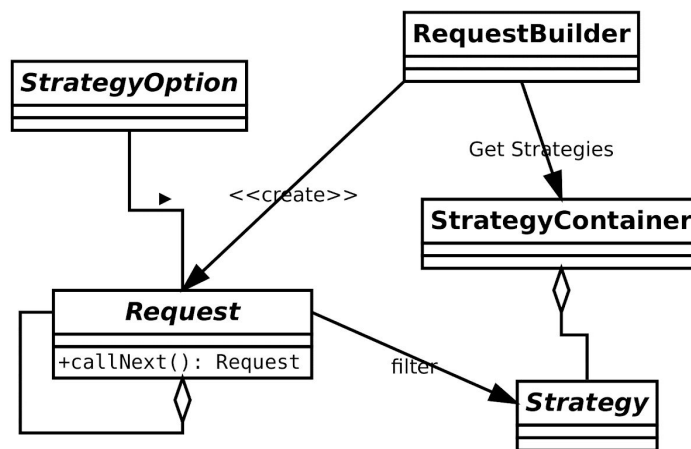 RequestBuilder
StrategyOption
Get Strategies
<<create>>
StrategyContainer
Request
+callNext(): Request
filter
Strategy